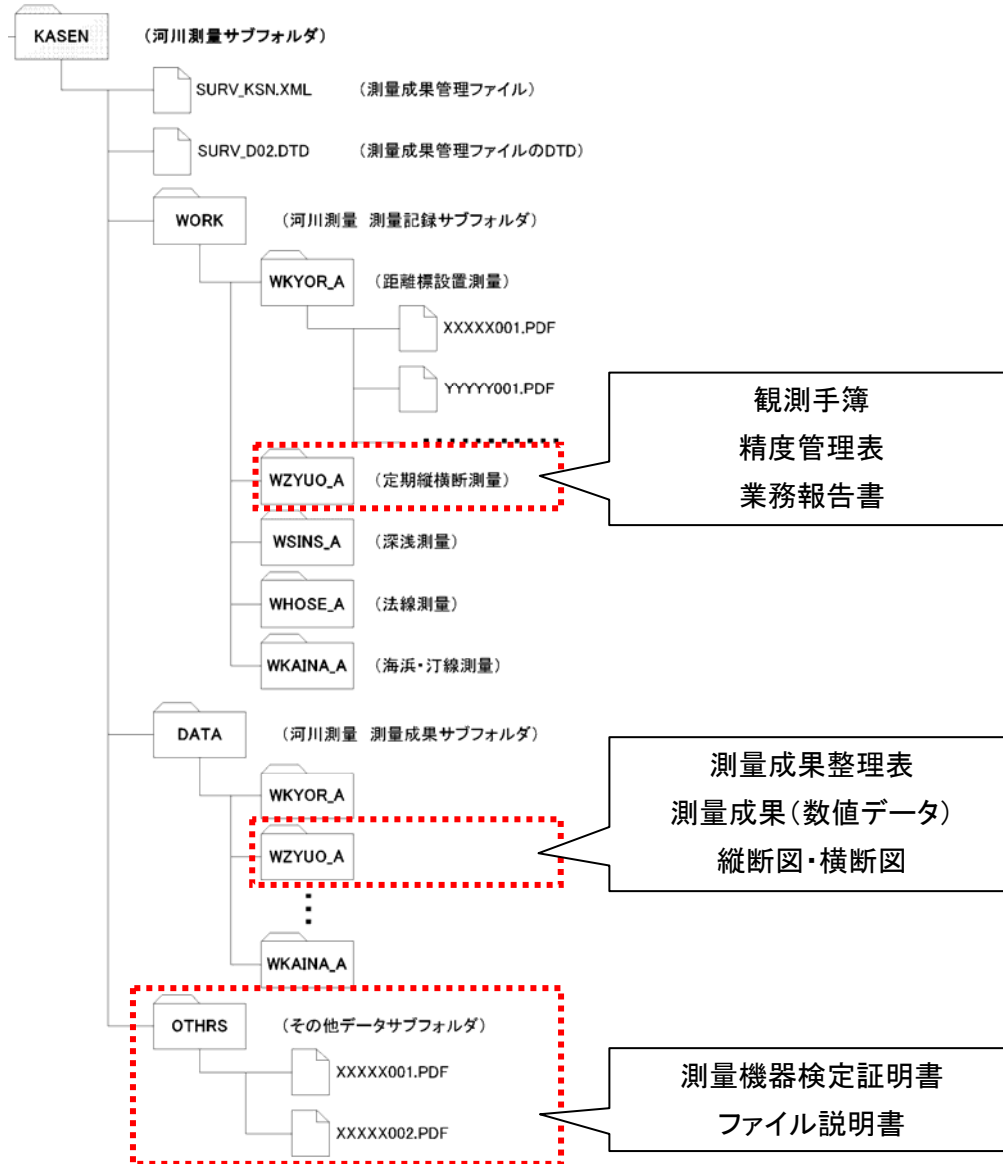 KASEN (河川測量サブフォルダ)
SURV_KSN.XML (測量成果管理ファイル)
SURV_D02.DTD (測量成果管理ファイルのDTD)
WORK (河川測量 測量記録サブフォルダ)
WKYOR_A (距離標設置測量)
XXXXX001.PDF
YYYYY001.PDF
観測手簿
精度管理表
業務報告書
WZYUO_A (定期縦横断測量)
WSINS_A (深浅測量)
WHOSE_A (法線測量)
WKAINA_A (海浜・汀線測量)
DATA (河川測量 測量成果サブフォルダ)
WKYOR_A
測量成果整理表
測量成果(数値データ)
縦断図・横断図
WZYUO_A
WKAINA_A
OTHRS (その他データサブフォルダ)
XXXXX001.PDF
XXXXX002.PDF
測量機器検定証明書
ファイル説明書